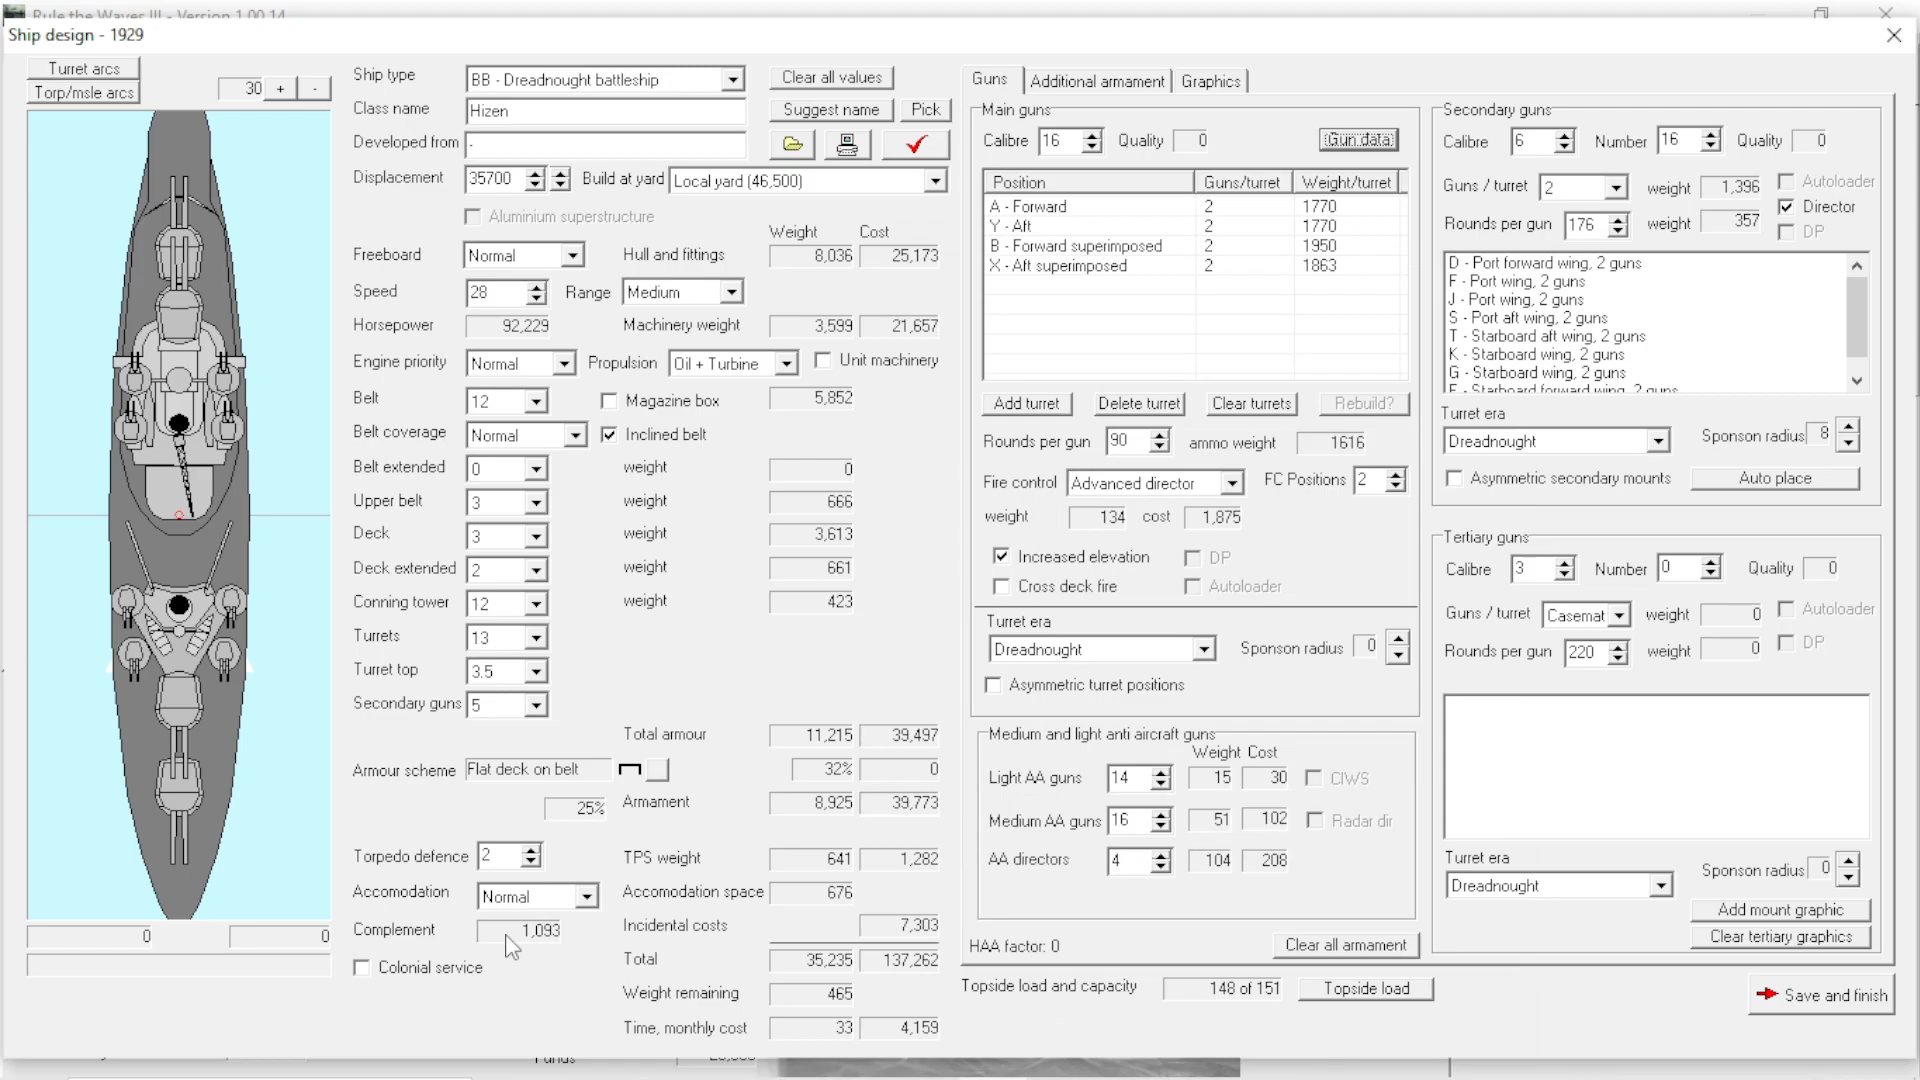 Rule the Waves III - Version 1.00.14
Ship design - 1929
Turret arcs
Torp/msle arcs
30 + -
0 0
Ship type BB - Dreadnought battleship Clear all values
Class name Hizen Suggest name Pick
Developed from -
Displacement 35700 Build at yard Local yard (46,500)
Aluminium superstructure
Weight Cost
Freeboard Normal Hull and fittings 8,036 25,173
Speed 28 Range Medium
Horsepower 92,229 Machinery weight 3,599 21,657
Engine priority Normal Propulsion Oil + Turbine Unit machinery
Belt 12 Magazine box 5,852
Belt coverage Normal Inclined belt
Belt extended 0 weight 0
Upper belt 3 weight 666
Deck 3 weight 3,613
Deck extended 2 weight 661
Conning tower 12 weight 423
Turrets 13
Turret top 3.5
Secondary guns 5
Total armour 11,215 39,497
Armour scheme Flat deck on belt 32% 0
25% Armament 8,925 39,773
Torpedo defence 2 TPS weight 641 1,282
Accomodation Normal Accomodation space 676
Complement 1,093 Incidental costs 7,303
Colonial service Total 35,235 137,262
Weight remaining 465
Time, monthly cost 33 4,159
Guns Additional armament Graphics
Main guns
Calibre 16 Quality 0 Gun data
Position Guns/turret Weight/turret
A - Forward 2 1770
Y - Aft 2 1770
B - Forward superimposed 2 1950
X - Aft superimposed 2 1863
Add turret Delete turret Clear turrets Rebuild?
Rounds per gun 90 ammo weight 1616
Fire control Advanced director FC Positions 2
weight 134 cost 1,875
Increased elevation DP
Cross deck fire Autoloader
Turret era
Dreadnought Sponson radius 0
Asymmetric turret positions
Medium and light anti aircraft guns
Weight Cost
Light AA guns 14 15 30 CIWS
Medium AA guns 16 51 102 Radar dir
AA directors 4 104 208
HAA factor: 0 Clear all armament
Topside load and capacity 148 of 151 Topside load
Secondary guns
Calibre 6 Number 16 Quality 0
Guns / turret 2 weight 1,396 Autoloader
Director
Rounds per gun 176 weight 357
DP
D - Port forward wing, 2 guns
F - Port wing, 2 guns
J - Port wing, 2 guns
S - Port aft wing, 2 guns
T - Starboard aft wing, 2 guns
K - Starboard wing, 2 guns
G - Starboard wing, 2 guns
E - Starboard forward wing, 2 guns
Turret era
Dreadnought Sponson radius 8
Asymmetric secondary mounts Auto place
Tertiary guns
Calibre 3 Number 0 Quality 0
Guns / turret Casemat weight 0 Autoloader
Rounds per gun 220 weight 0 DP
Turret era
Dreadnought Sponson radius 0
Add mount graphic
Clear tertiary graphics
Save and finish
Funds